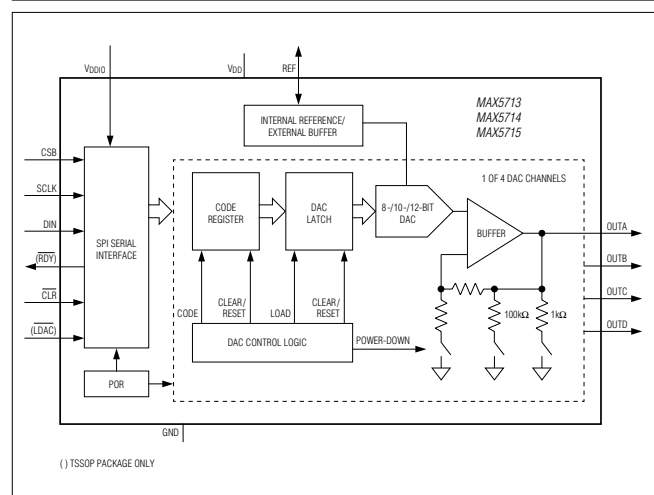 VDDIO
VDD
REF
MAX5713
MAX5714
MAX5715
INTERNAL REFERENCE/
EXTERNAL BUFFER
1 OF 4 DAC CHANNELS
CSB
SCLK
DIN
(RDY)
CLR
(LDAC)
SPI SERIAL
INTERFACE
CODE
REGISTER
DAC
LATCH
8-/10-/12-BIT
DAC
BUFFER
OUTA
OUTB
OUTC
OUTD
CODE
CLEAR/
RESET
LOAD
CLEAR/
RESET
100kΩ
1kΩ
DAC CONTROL LOGIC
POWER-DOWN
POR
GND
( ) TSSOP PACKAGE ONLY